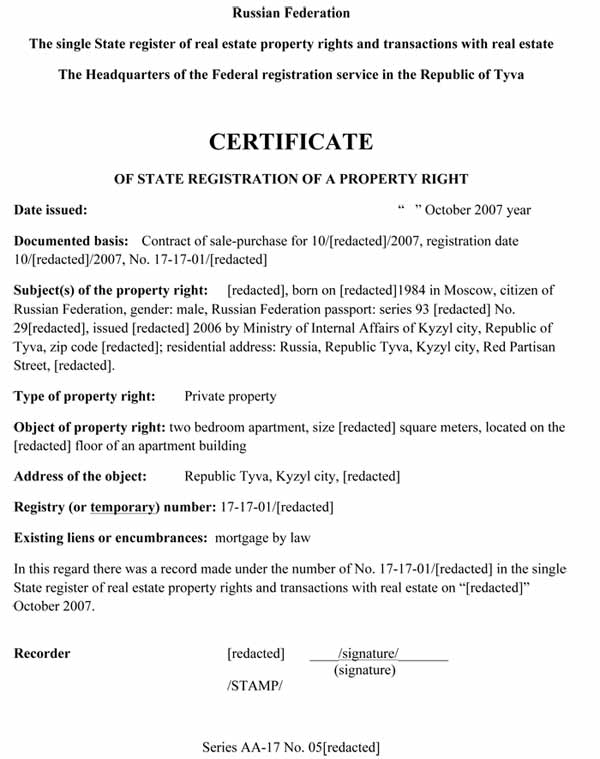 Russian Federation
The single State register of real estate property rights and transactions with real estate
The Headquarters of the Federal registration service in the Republic of Tyva
CERTIFICATE
OF STATE REGISTRATION OF A PROPERTY RIGHT
Date issued: “ ” October 2007 year
Documented basis: Contract of sale-purchase for 10/[redacted]/2007, registration date
10/[redacted]/2007, No. 17-17-01/[redacted]
Subject(s) of the property right: [redacted], born on [redacted]1984 in Moscow, citizen of
Russian Federation, gender: male, Russian Federation passport: series 93 [redacted] No.
29[redacted], issued [redacted] 2006 by Ministry of Internal Affairs of Kyzyl city, Republic of
Tyva, zip code [redacted]; residential address: Russia, Republic Tyva, Kyzyl city, Red Partisan
Street, [redacted].
Type of property right: Private property
Object of property right: two bedroom apartment, size [redacted] square meters, located on the
[redacted] floor of an apartment building
Address of the object: Republic Tyva, Kyzyl city, [redacted]
Registry (or temporary) number: 17-17-01/[redacted]
Existing liens or encumbrances: mortgage by law
In this regard there was a record made under the number of No. 17-17-01/[redacted] in the single
State register of real estate property rights and transactions with real estate on “[redacted]”
October 2007.
Recorder [redacted] ____/signature/_______
(signature)
/STAMP/
Series AA-17 No. 05[redacted]